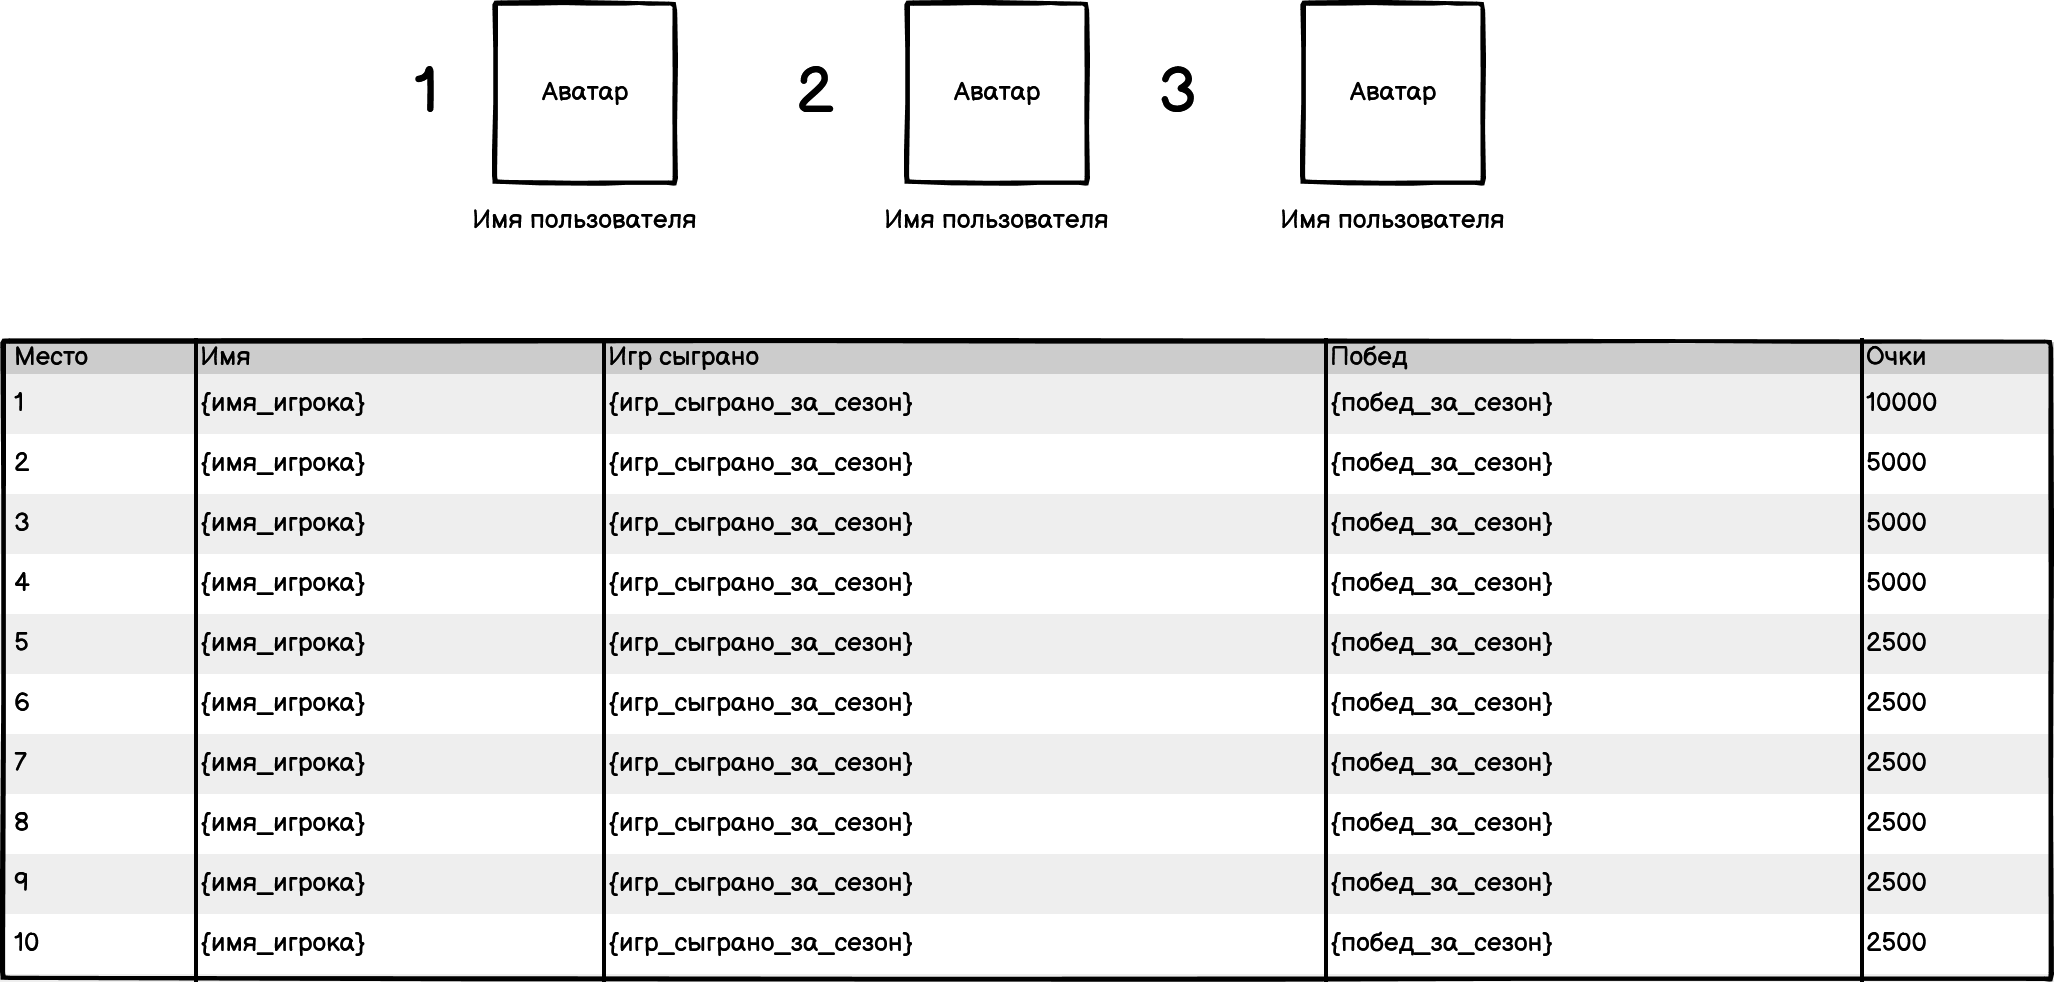 1 Аватар 2 Аватар 3 Аватар
Имя пользователя Имя пользователя Имя пользователя
Место Имя Игр сыграно Побед Очки
1 {имя_игрока} {игр_сыграно_за_сезон} {побед_за_сезон} 10000
2 {имя_игрока} {игр_сыграно_за_сезон} {побед_за_сезон} 5000
3 {имя_игрока} {игр_сыграно_за_сезон} {побед_за_сезон} 5000
4 {имя_игрока} {игр_сыграно_за_сезон} {побед_за_сезон} 5000
5 {имя_игрока} {игр_сыграно_за_сезон} {побед_за_сезон} 2500
6 {имя_игрока} {игр_сыграно_за_сезон} {побед_за_сезон} 2500
7 {имя_игрока} {игр_сыграно_за_сезон} {побед_за_сезон} 2500
8 {имя_игрока} {игр_сыграно_за_сезон} {побед_за_сезон} 2500
9 {имя_игрока} {игр_сыграно_за_сезон} {побед_за_сезон} 2500
10 {имя_игрока} {игр_сыграно_за_сезон} {побед_за_сезон} 2500